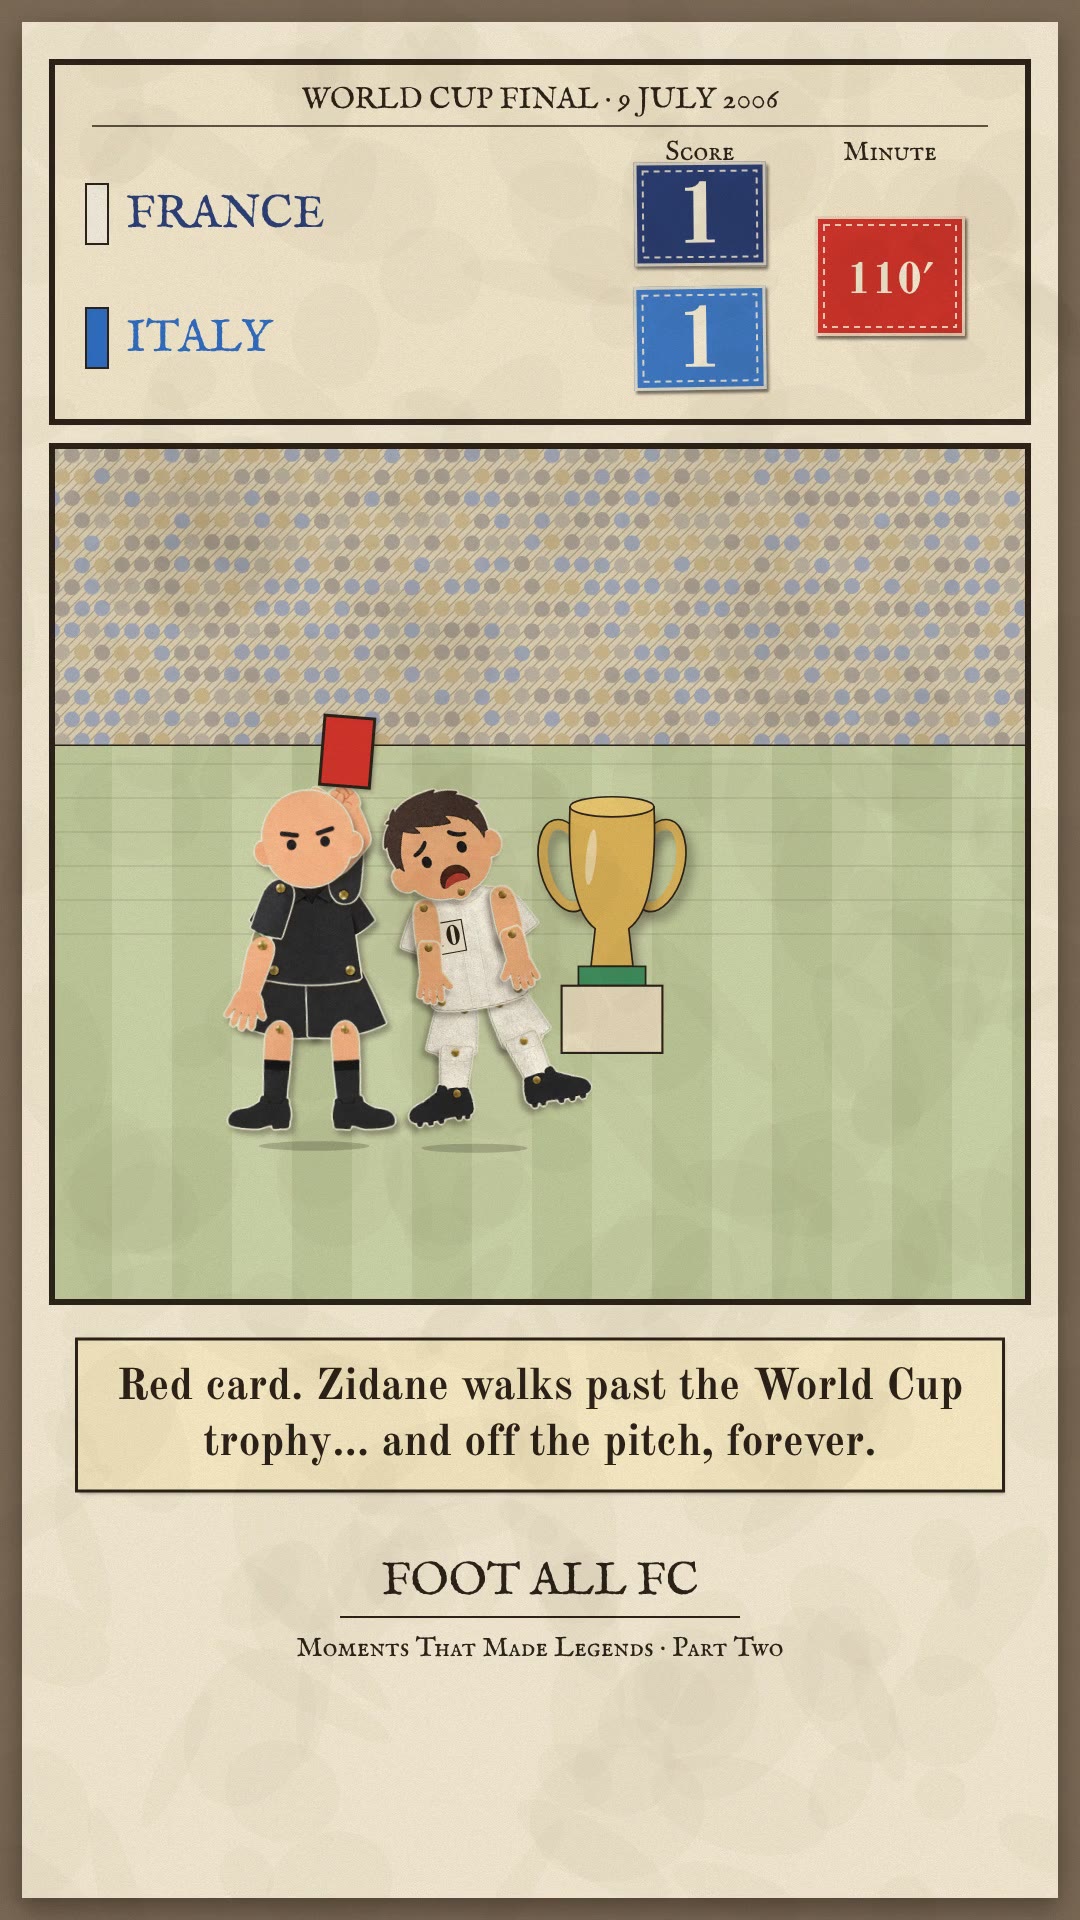 WORLD CUP FINAL · 9 JULY 2006
Score Minute
FRANCE 1
110′
ITALY 1
0
Red card. Zidane walks past the World Cup
trophy... and off the pitch, forever.
FOOT ALL FC
Moments That Made Legends · Part Two